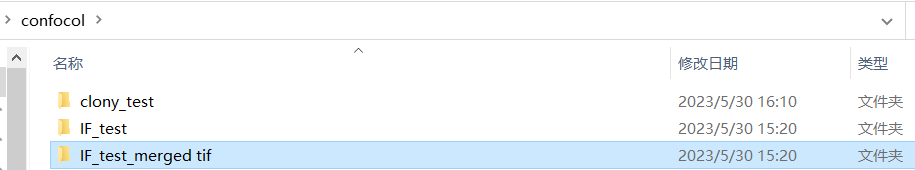 confocol
名称 修改日期 类型
clony_test 2023/5/30 16:10 文件夹
IF_test 2023/5/30 15:20 文件夹
IF_test_merged tif 2023/5/30 15:20 文件夹